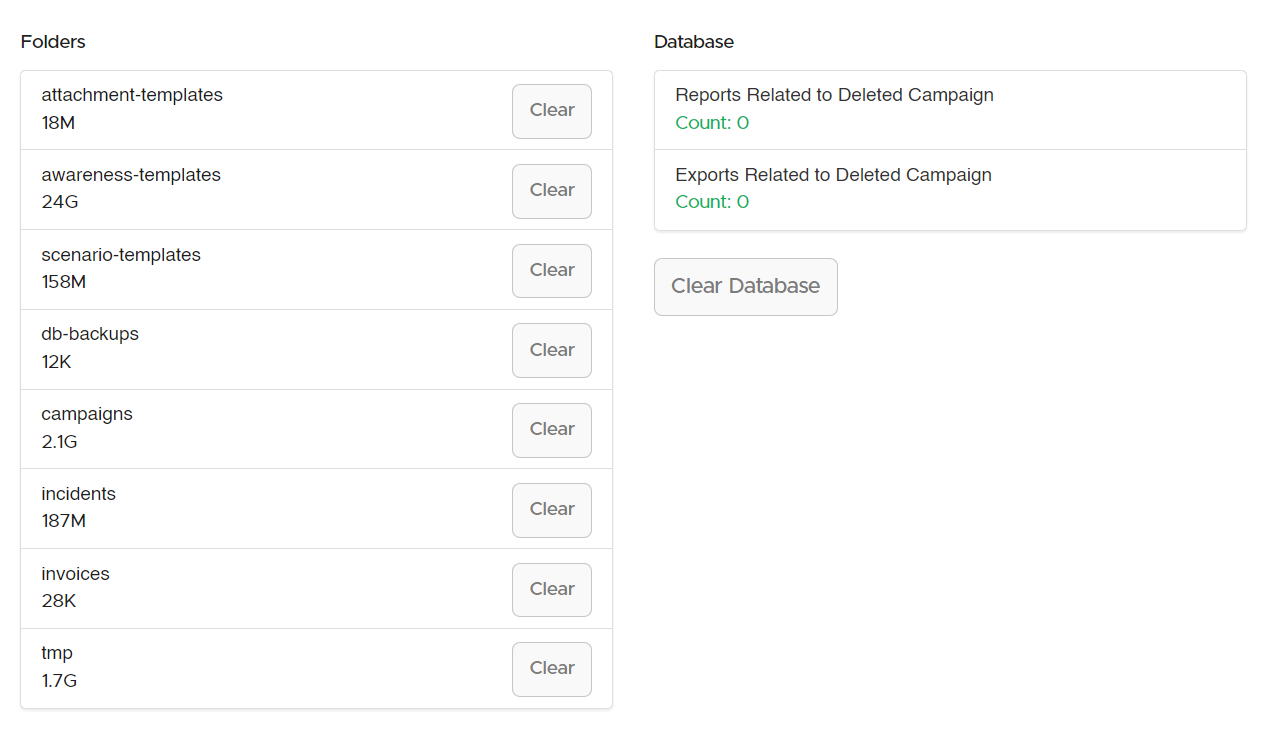 Folders
attachment-templates
18M
Clear
awareness-templates
24G
Clear
scenario-templates
158M
Clear
db-backups
12K
Clear
campaigns
2.1G
Clear
incidents
187M
Clear
invoices
28K
Clear
tmp
1.7G
Clear
Database
Reports Related to Deleted Campaign
Count: 0
Exports Related to Deleted Campaign
Count: 0
Clear Database